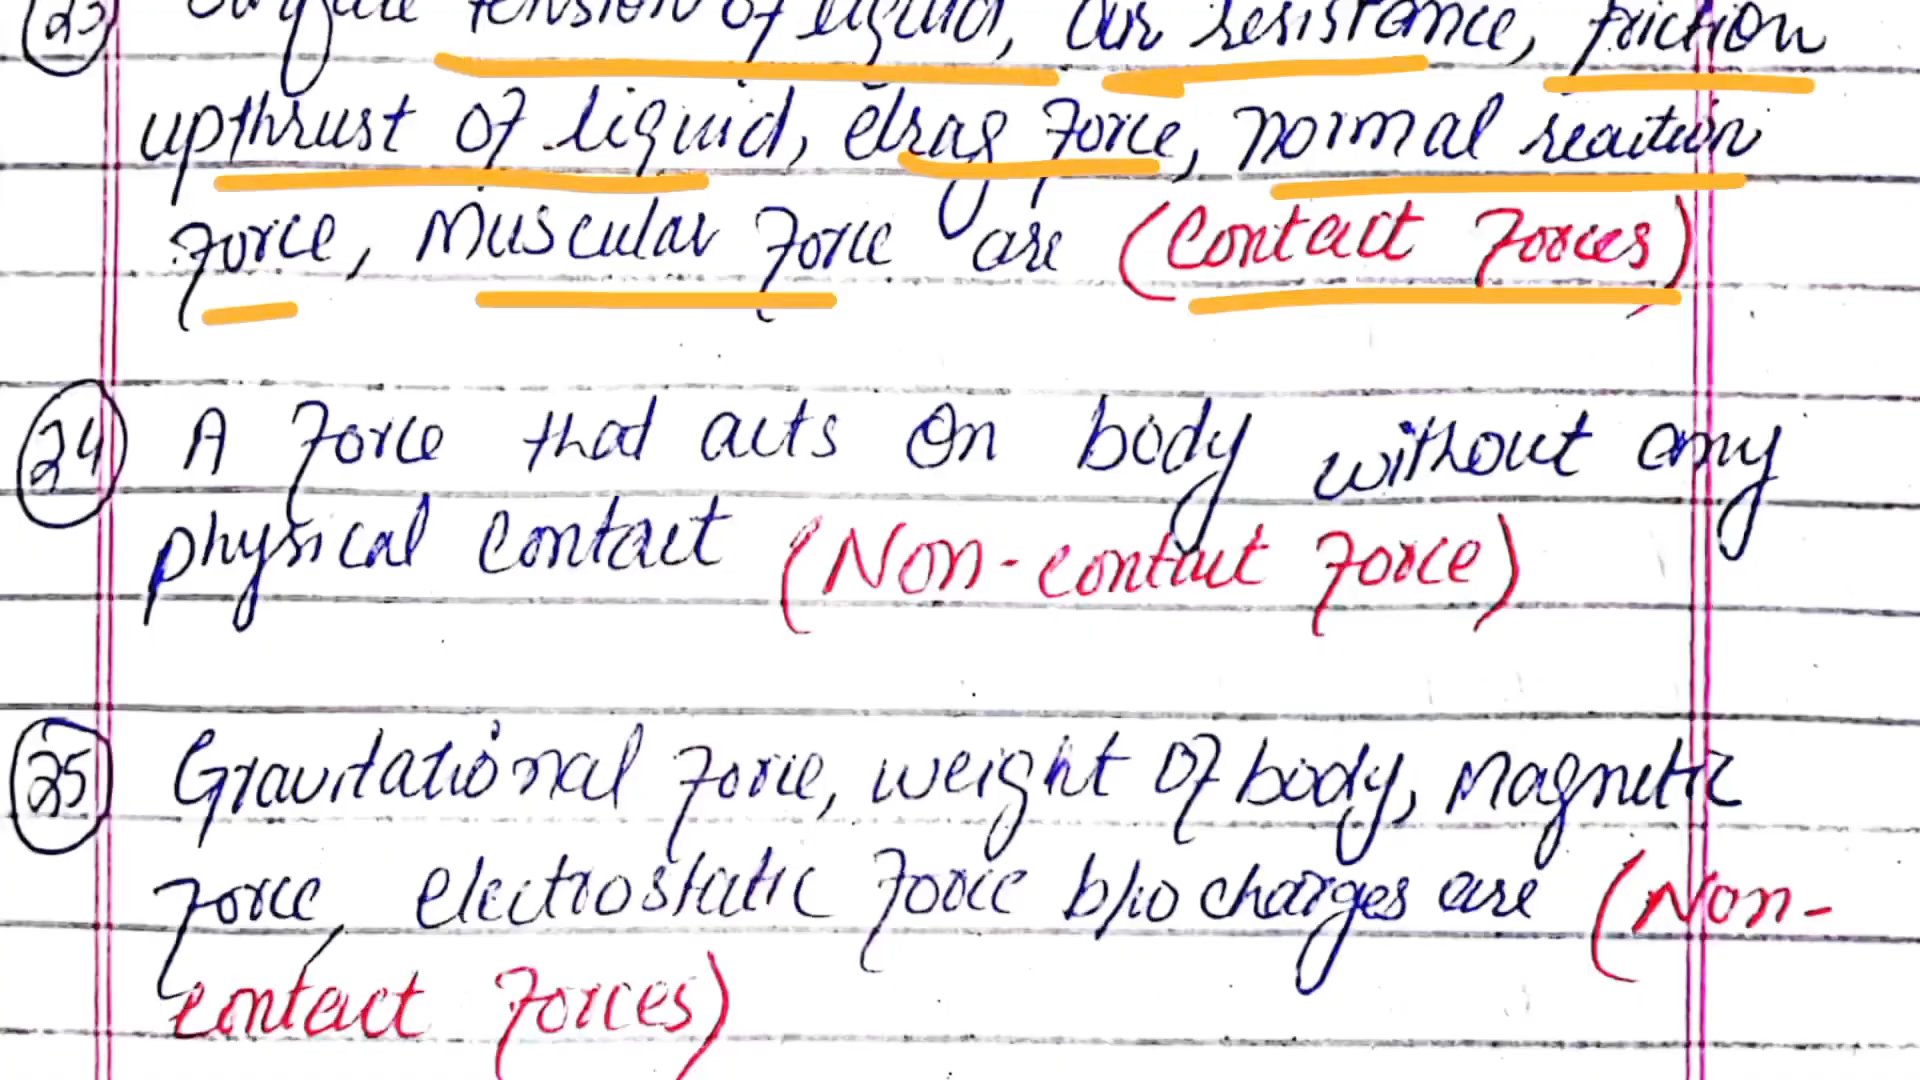 23 Surface tension of liquid, air resistance, friction
upthrust of liquid, drag force, normal reaction
force, Muscular force are (Contact forces)
24 A force that acts on body without any
physical contact (Non-contact force)
25 Gravitational force, weight of body, Magnetic
force, electrostatic force b/w charges are (Non-
contact forces)